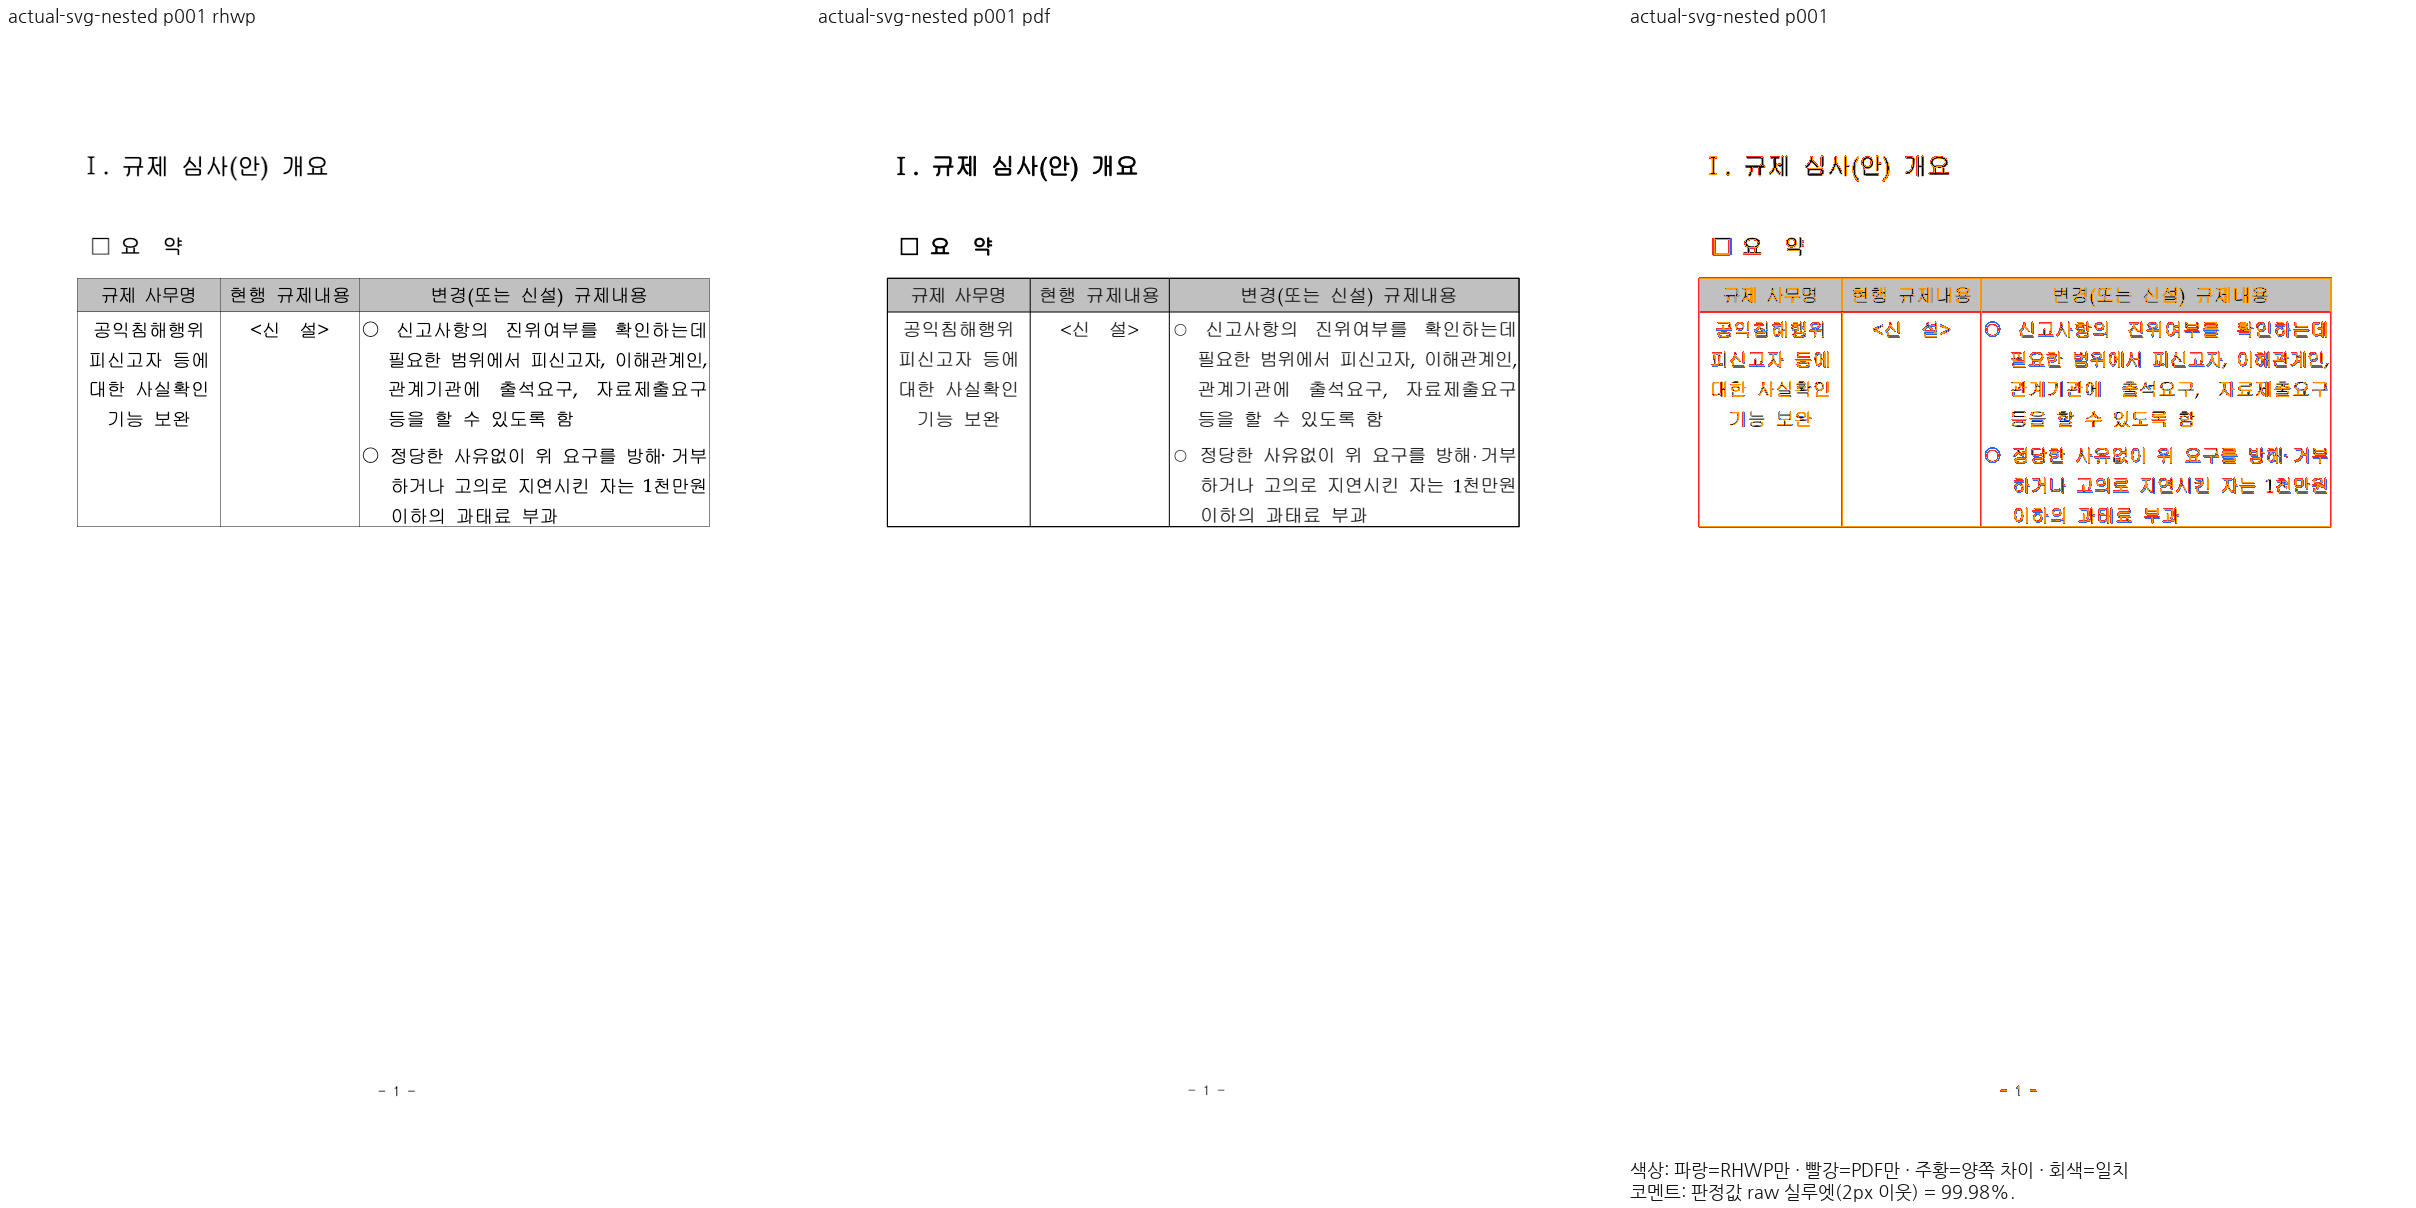 actual-svg-nested p001 rhwp
Ⅰ. 규제 심사(안) 개요
□ 요 약
규제 사무명 현행 규제내용 변경(또는 신설) 규제내용
공익침해행위
피신고자 등에
대한 사실확인
기능 보완
<신 설>
○ 신고사항의 진위여부를 확인하는데
필요한 범위에서 피신고자, 이해관계인,
관계기관에 출석요구, 자료제출요구
등을 할 수 있도록 함
○ 정당한 사유없이 위 요구를 방해·거부
하거나 고의로 지연시킨 자는 1천만원
이하의 과태료 부과
- 1 -
actual-svg-nested p001 pdf
Ⅰ. 규제 심사(안) 개요
□ 요 약
규제 사무명 현행 규제내용 변경(또는 신설) 규제내용
공익침해행위
피신고자 등에
대한 사실확인
기능 보완
<신 설>
○ 신고사항의 진위여부를 확인하는데
필요한 범위에서 피신고자, 이해관계인,
관계기관에 출석요구, 자료제출요구
등을 할 수 있도록 함
○ 정당한 사유없이 위 요구를 방해·거부
하거나 고의로 지연시킨 자는 1천만원
이하의 과태료 부과
- 1 -
actual-svg-nested p001
Ⅰ. 규제 심사(안) 개요
□ 요 약
규제 사무명 현행 규제내용 변경(또는 신설) 규제내용
공익침해행위
피신고자 등에
대한 사실확인
기능 보완
<신 설>
○ 신고사항의 진위여부를 확인하는데
필요한 범위에서 피신고자, 이해관계인,
관계기관에 출석요구, 자료제출요구
등을 할 수 있도록 함
○ 정당한 사유없이 위 요구를 방해·거부
하거나 고의로 지연시킨 자는 1천만원
이하의 과태료 부과
- 1 -
색상: 파랑=RHWP만 · 빨강=PDF만 · 주황=양쪽 차이 · 회색=일치
코멘트: 판정값 raw 실루엣(2px 이웃) = 99.98%.